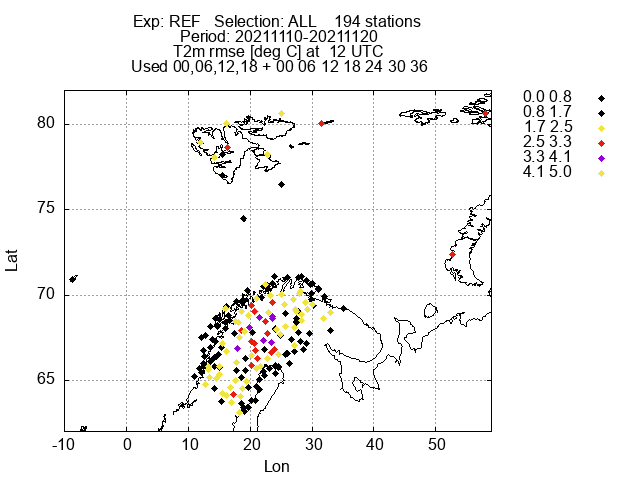 Exp: REF Selection: ALL 194 stations
Period: 20211110-20211120
T2m rmse [deg C] at 12 UTC
Used 00,06,12,18 + 00 06 12 18 24 30 36
0.0 0.8
0.8 1.7
1.7 2.5
2.5 3.3
3.3 4.1
4.1 5.0
80
75
70
65
Lat
-10 0 10 20 30 40 50
Lon